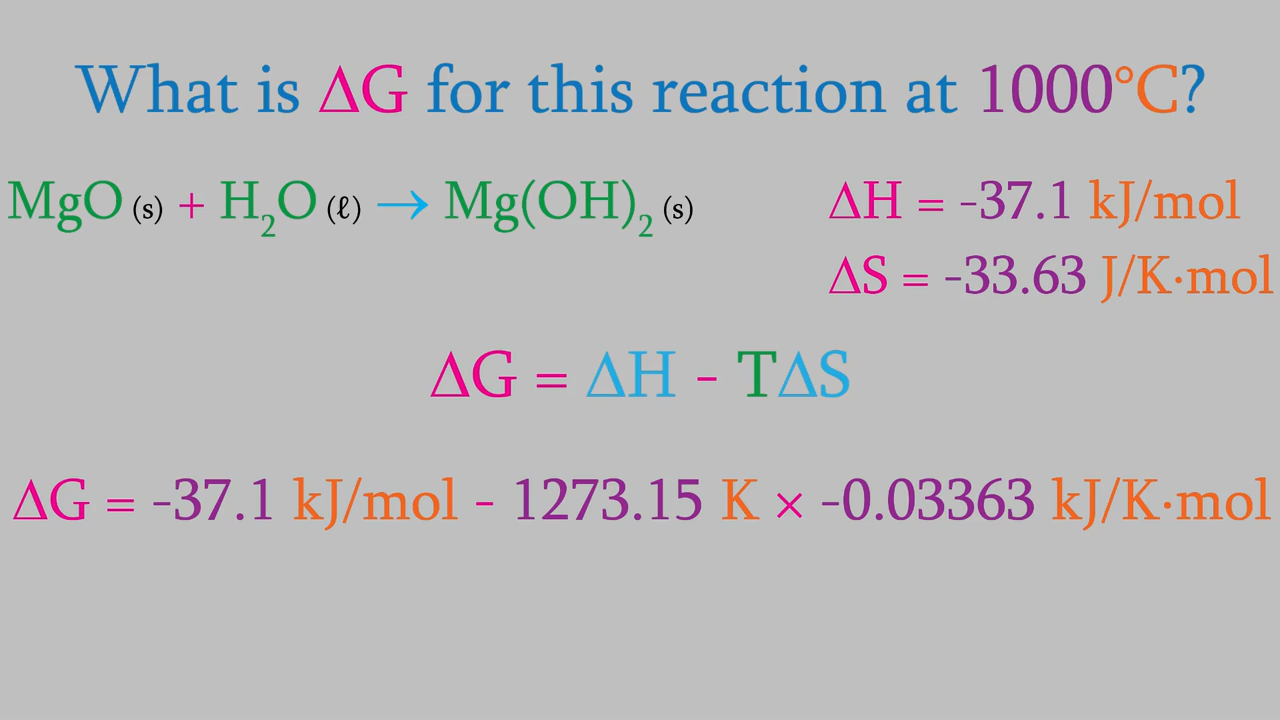 What is ΔG for this reaction at 1000°C?
MgO (s) + H₂O (ℓ) → Mg(OH)₂ (s) ΔH = -37.1 kJ/mol
ΔS = -33.63 J/K·mol
ΔG = ΔH - TΔS
ΔG = -37.1 kJ/mol - 1273.15 K × -0.03363 kJ/K·mol